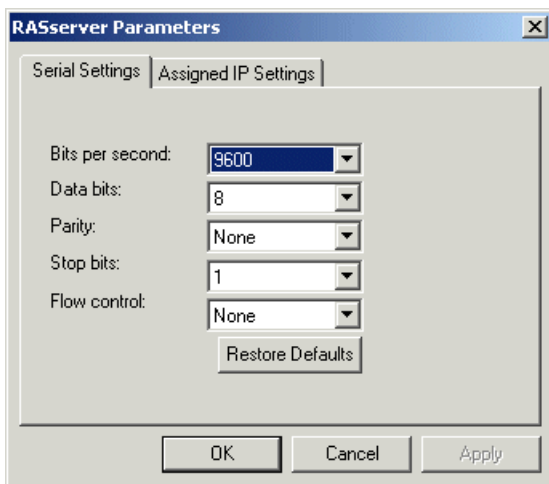 RASserver Parameters
Serial Settings Assigned IP Settings
Bits per second: 9600
Data bits: 8
Parity: None
Stop bits: 1
Flow control: None
Restore Defaults
OK Cancel Apply